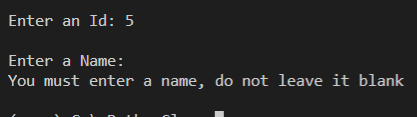 Enter an Id: 5
Enter a Name:
You must enter a name, do not leave it blank